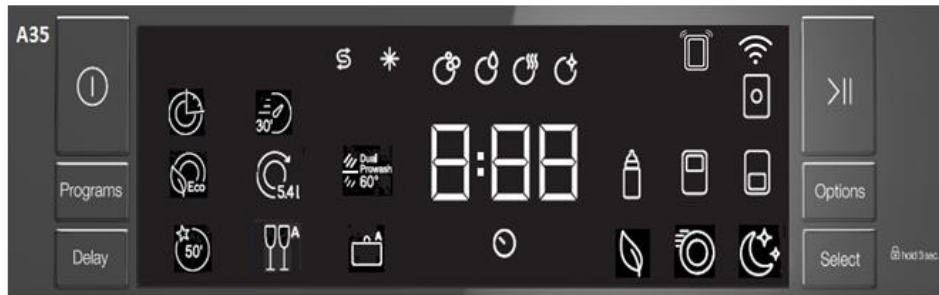 A35
30'
Dual
Prowash
60°
8:88
Programs
Eco
5.4l
Options
Delay
50'
A
A
Select
hold 3 sec.